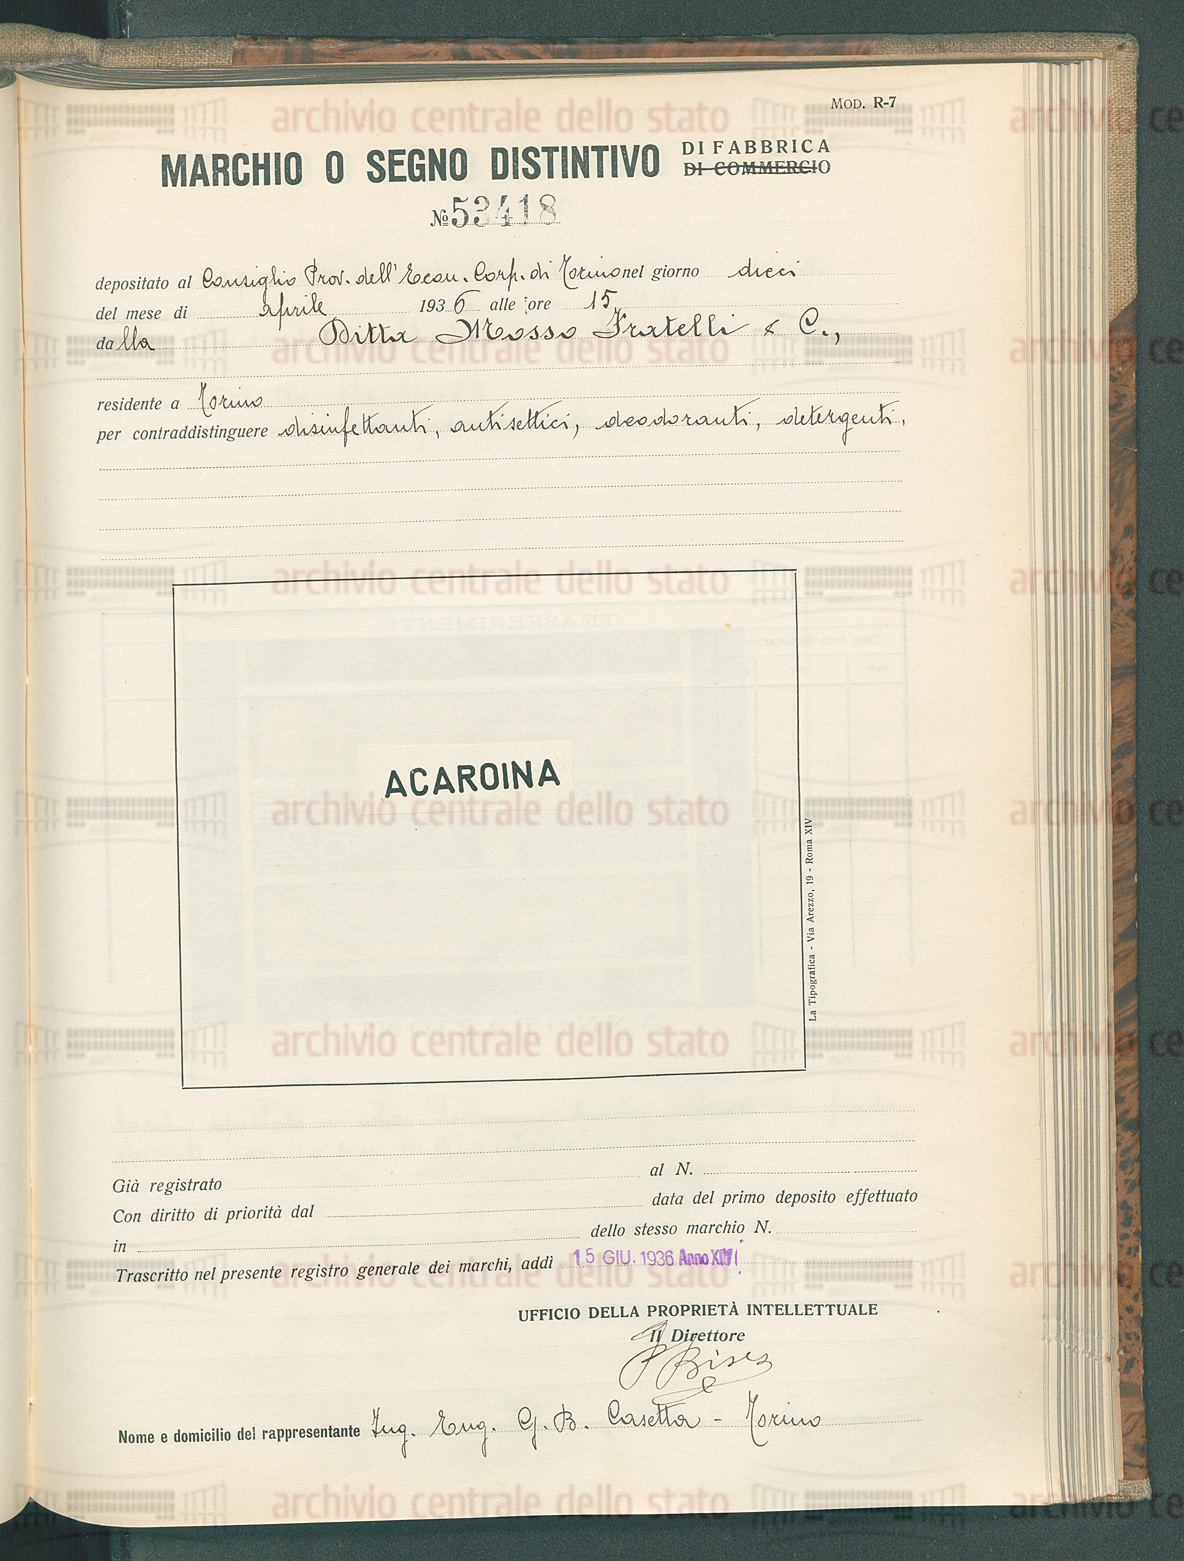 MOD. R-7
MARCHIO O SEGNO DISTINTIVO DI FABBRICA
DI COMMERCIO
№ 53418
depositato al Consiglio Prov. dell'Econ. Corp. di Torino nel giorno dieci
del mese di aprile 1936 alle ore 15
dalla Ditta Mosso Fratelli & C.,
residente a Torino
per contraddistinguere disinfettanti, antisettici, deodoranti, detergenti.
ACAROINA
La Tipografica - Via Arezzo, 19 - Roma XIV
Già registrato al N.
Con diritto di priorità dal data del primo deposito effettuato
in dello stesso marchio N.
Trascritto nel presente registro generale dei marchi, addì 15 GIU. 1936 Anno XIV
UFFICIO DELLA PROPRIETÀ INTELLETTUALE
Il Direttore
Nome e domicilio del rappresentante Ing. Eug. G. B. Casetta - Torino
archivio centrale dello stato